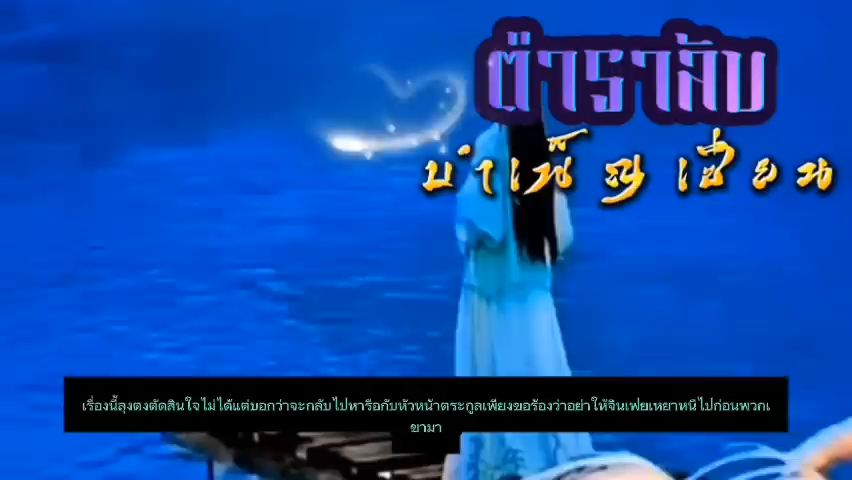 ตำราลับ
บำเพ็ญเซียน
เรื่องนี้ลุงตงตัดสินใจไม่ได้แต่บอกว่าจะกลับไปหารือกับหัวหน้าตระกูลเพียงขอร้องว่าอย่าให้จินเฟยเหยาหนีไปก่อนพวกเ
ขามา